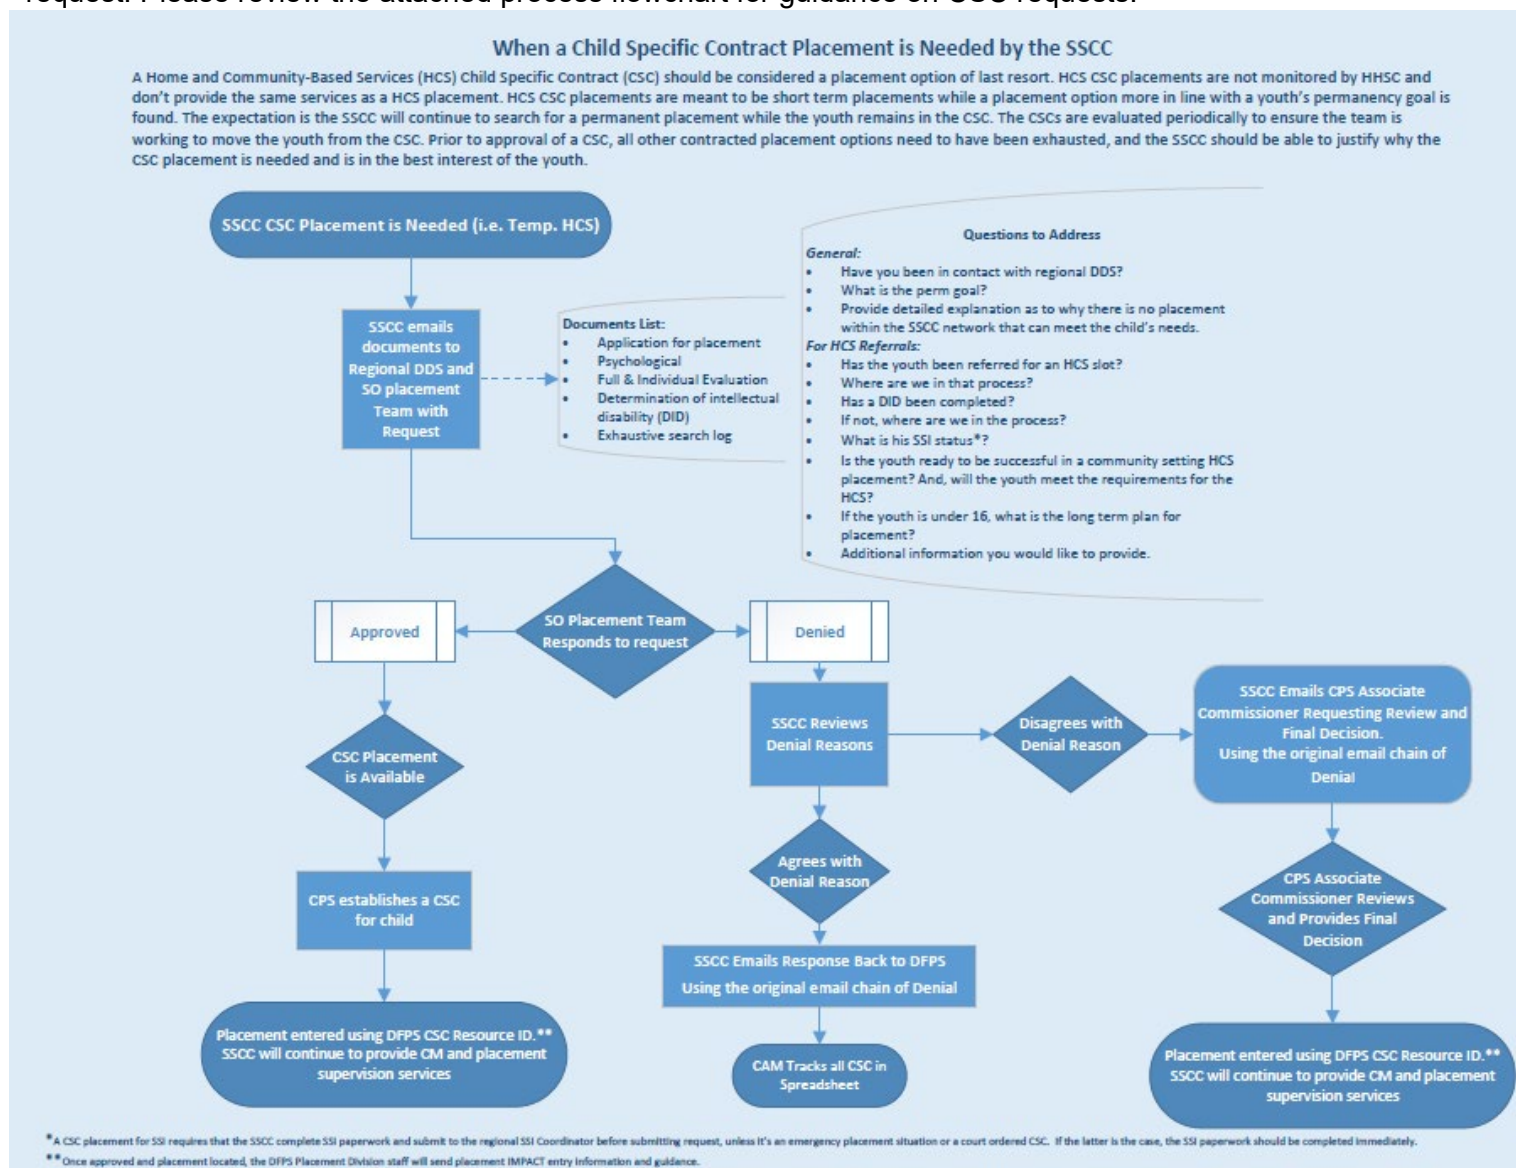 request. Please review the attached process flowchart for guidance on CSC requests.
When a Child Specific Contract Placement is Needed by the SSCC
A Home and Community-Based Services (HCS) Child Specific Contract (CSC) should be considered a placement option of last resort. HCS CSC placements are not monitored by HHSC and
don't provide the same services as a HCS placement. HCS CSC placements are meant to be short term placements while a placement option more in line with a youth's permanency goal is
found. The expectation is the SSCC will continue to search for a permanent placement while the youth remains in the CSC. The CSCs are evaluated periodically to ensure the team is
working to move the youth from the CSC. Prior to approval of a CSC, all other contracted placement options need to have been exhausted, and the SSCC should be able to justify why the
CSC placement is needed and is in the best interest of the youth.
SSCC CSC Placement is Needed (i.e. Temp. HCS)
SSCC emails
documents to
Regional DDS and
SO placement
Team with
Request
Documents List:
• Application for placement
• Psychological
• Full & Individual Evaluation
• Determination of intellectual
disability (DID)
• Exhaustive search log
Questions to Address
General:
• Have you been in contact with regional DDS?
• What is the perm goal?
• Provide detailed explanation as to why there is no placement
within the SSCC network that can meet the child's needs.
For HCS Referrals:
• Has the youth been referred for an HCS slot?
• Where are we in that process?
• Has a DID been completed?
• If not, where are we in the process?
• What is his SSI status*?
• Is the youth ready to be successful in a community setting HCS
placement? And, will the youth meet the requirements for the
HCS?
• If the youth is under 16, what is the long term plan for
placement?
• Additional information you would like to provide.
SO Placement Team
Responds to request
Approved
Denied
CSC Placement
is Available
CPS establishes a CSC
for child
Placement entered using DFPS CSC Resource ID.**
SSCC will continue to provide CM and placement
supervision services
SSCC Reviews
Denial Reasons
Agrees with
Denial Reason
SSCC Emails Response Back to DFPS
Using the original email chain of Denial
CAM Tracks all CSC in
Spreadsheet
Disagrees with
Denial Reason
SSCC Emails CPS Associate
Commissioner Requesting Review and
Final Decision.
Using the original email chain of
Denial
CPS Associate
Commissioner Reviews
and Provides Final
Decision
Placement entered using DFPS CSC Resource ID.**
SSCC will continue to provide CM and placement
supervision services
*A CSC placement for SSI requires that the SSCC complete SSI paperwork and submit to the regional SSI Coordinator before submitting request, unless it's an emergency placement situation or a court ordered CSC. If the latter is the case, the SSI paperwork should be completed immediately.
**Once approved and placement located, the DFPS Placement Division staff will send placement IMPACT entry information and guidance.